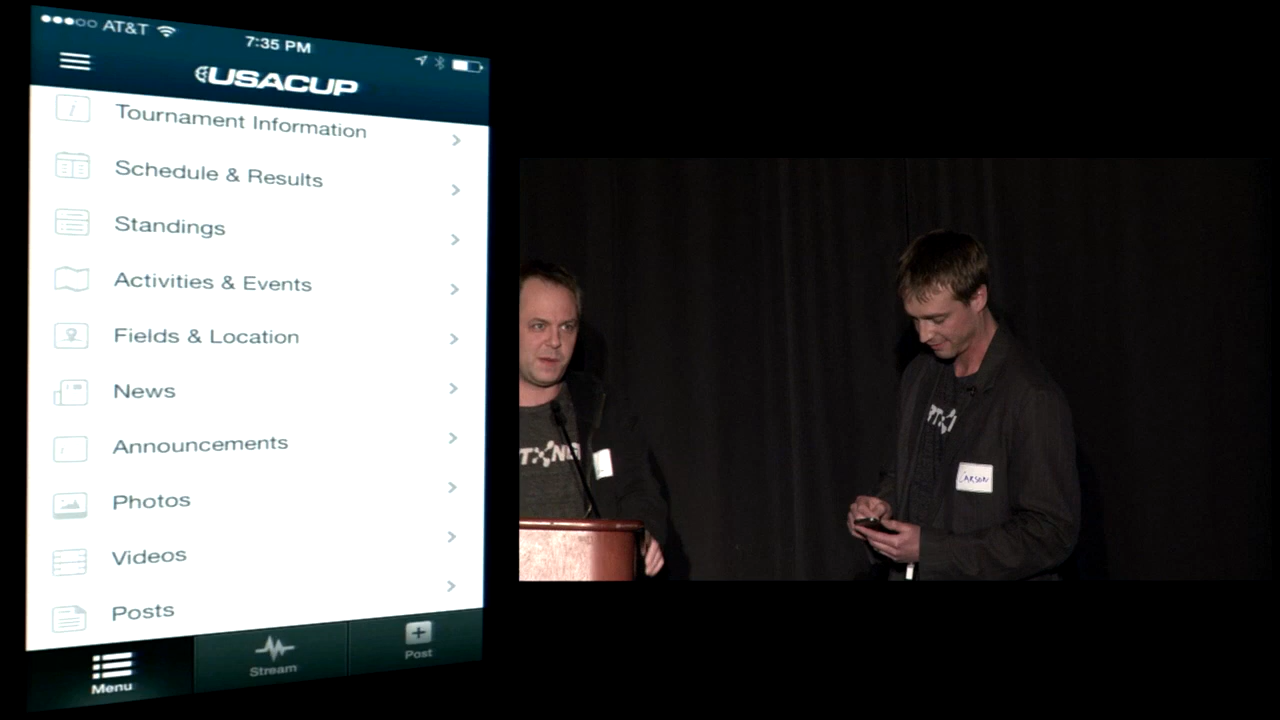 AT&T
7:35 PM
USACUP
Tournament Information
Schedule & Results
Standings
Activities & Events
Fields & Location
News
Announcements
Photos
Videos
Posts
Menu
Stream
Post
CARSON